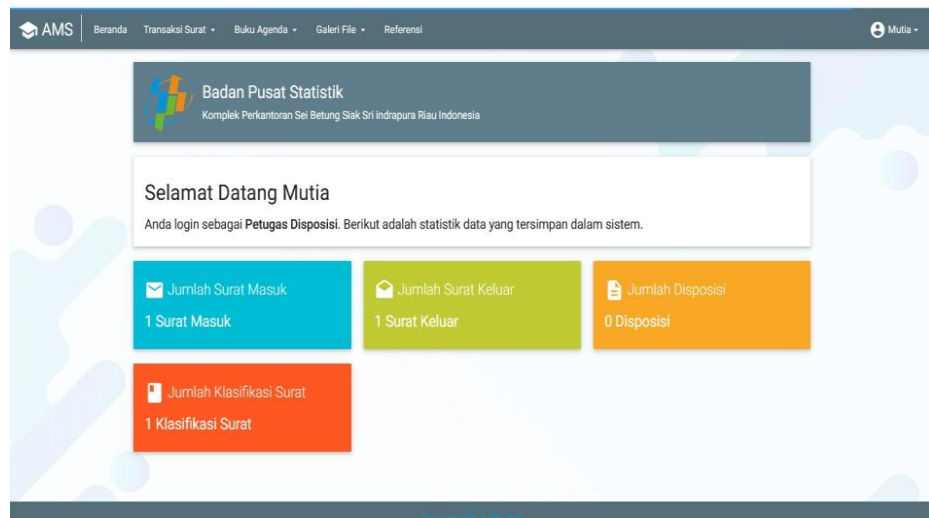 AMS Beranda Transaksi Surat Buku Agenda Galeri File Referensi Mutia
Badan Pusat Statistik
Komplek Perkantoran Sei Betung Siak Sri indrapura Riau Indonesia
Selamat Datang Mutia
Anda login sebagai Petugas Disposisi. Berikut adalah statistik data yang tersimpan dalam sistem.
Jumlah Surat Masuk
1 Surat Masuk
Jumlah Surat Keluar
1 Surat Keluar
Jumlah Disposisi
0 Disposisi
Jumlah Klasifikasi Surat
1 Klasifikasi Surat